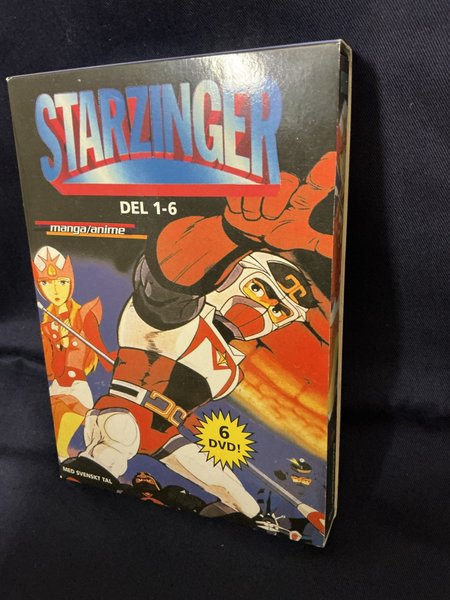 STARZINGER
DEL 1-6
manga/anime
6
DVD!
MED SVENSKT TAL